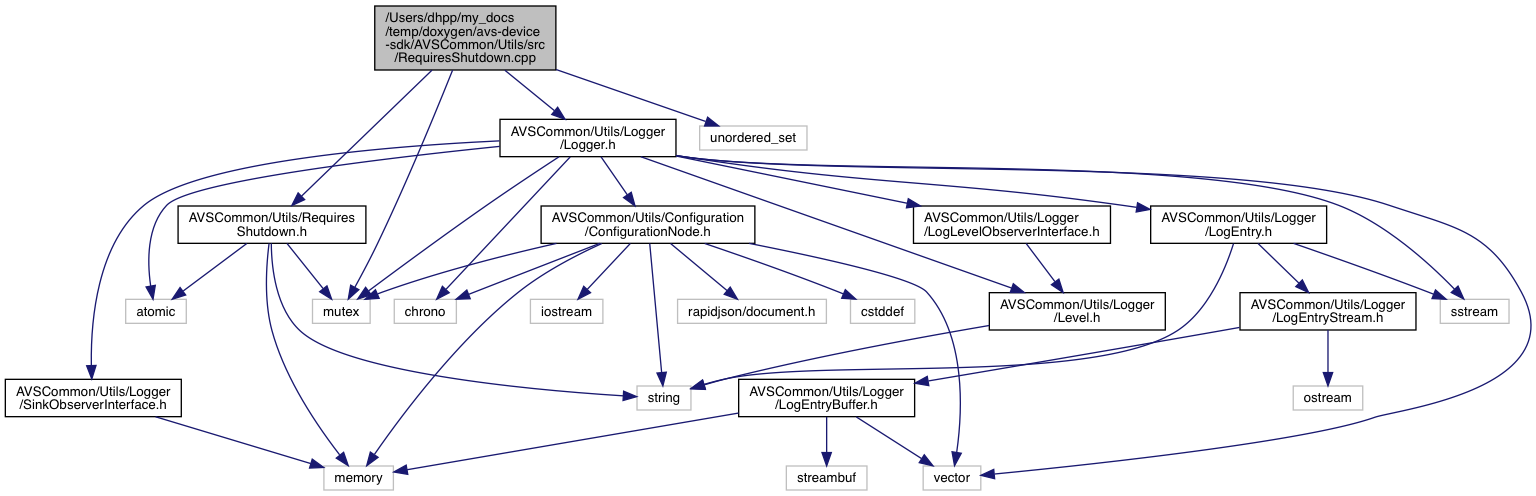 /Users/dhpp/my_docs
/temp/doxygen/avs-device
-sdk/AVSCommon/Utils/src
/RequiresShutdown.cpp
AVSCommon/Utils/Logger
/Logger.h
unordered_set
AVSCommon/Utils/Requires
Shutdown.h
AVSCommon/Utils/Configuration
/ConfigurationNode.h
AVSCommon/Utils/Logger
/LogLevelObserverInterface.h
AVSCommon/Utils/Logger
/LogEntry.h
atomic
mutex
chrono
iostream
rapidjson/document.h
cstddef
AVSCommon/Utils/Logger
/Level.h
AVSCommon/Utils/Logger
/LogEntryStream.h
sstream
AVSCommon/Utils/Logger
/SinkObserverInterface.h
string
AVSCommon/Utils/Logger
/LogEntryBuffer.h
ostream
memory
streambuf
vector